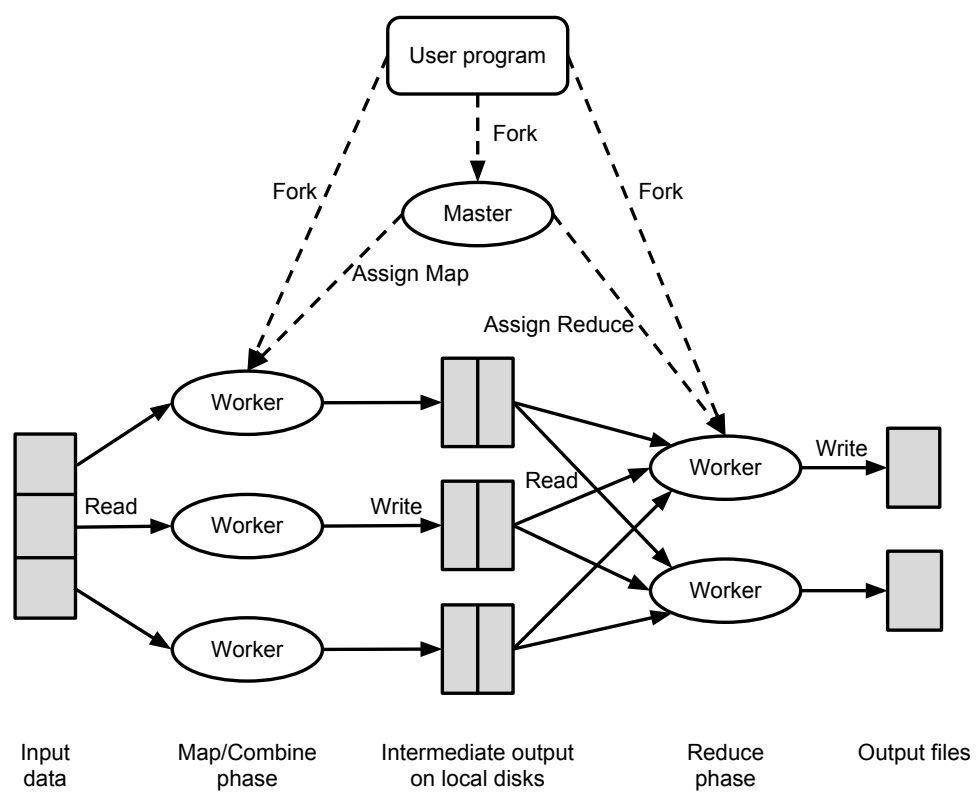 User program
Fork
Fork
Fork
Master
Assign Map
Assign Reduce
Worker
Worker
Write
Read
Worker
Write
Read
Worker
Worker
Input
data
Map/Combine
phase
Intermediate output
on local disks
Reduce
phase
Output files